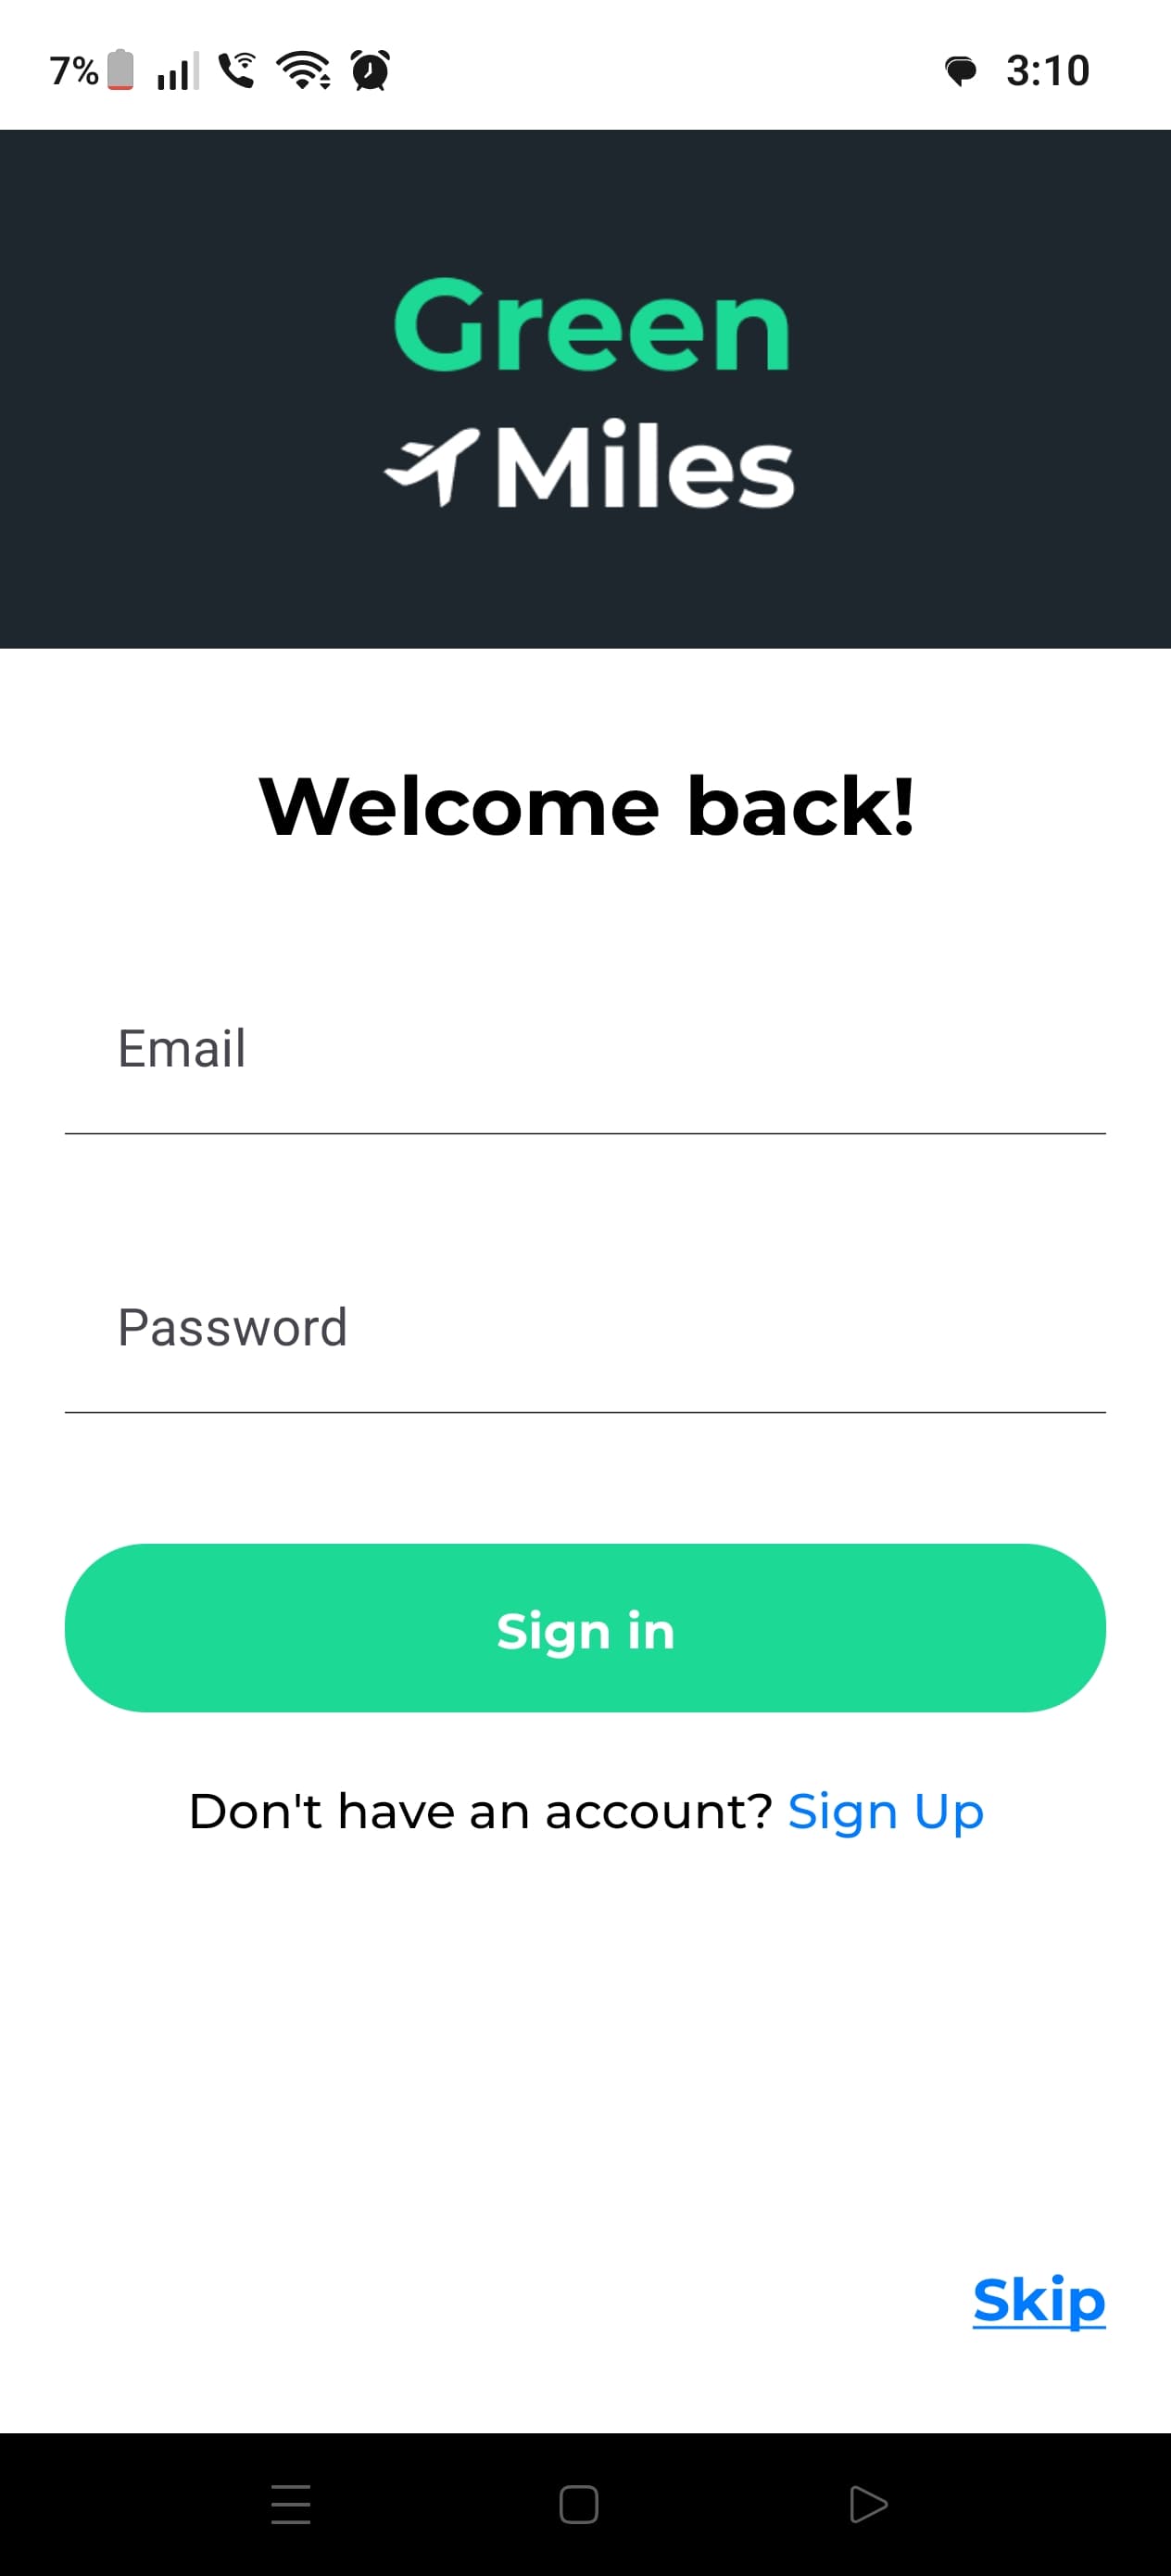 7% 3:10
Green
Miles
Welcome back!
Email
Password
Sign in
Don't have an account? Sign Up
Skip